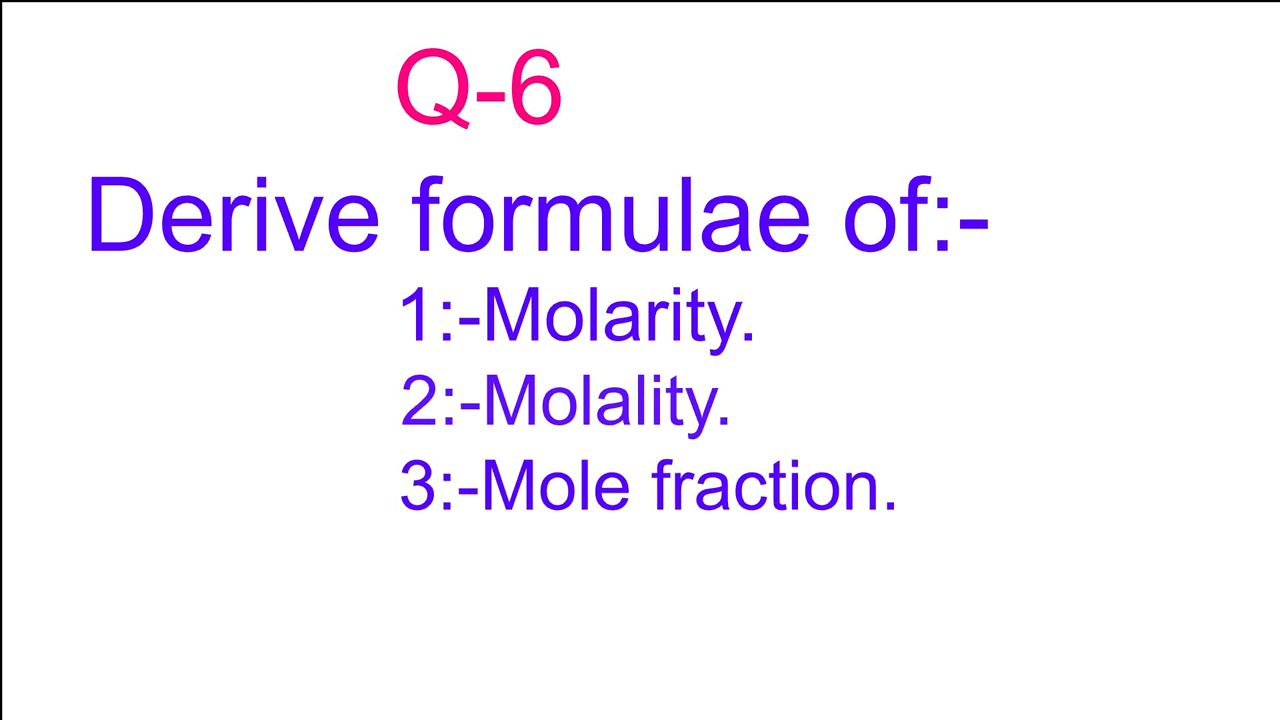 Q-6
Derive formulae of:-
1:-Molarity.
2:-Molality.
3:-Mole fraction.